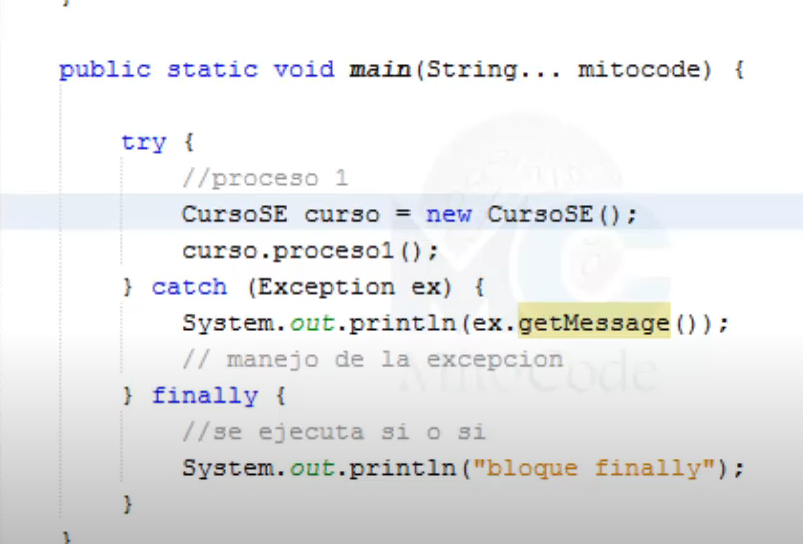 }
public static void main(String... mitocode) {
try {
//proceso 1
CursoSE curso = new CursoSE();
curso.proceso1();
} catch (Exception ex) {
System.out.println(ex.getMessage());
// manejo de la excepcion
} finally {
//se ejecuta si o si
System.out.println("bloque finally");
}
}
MitoCode